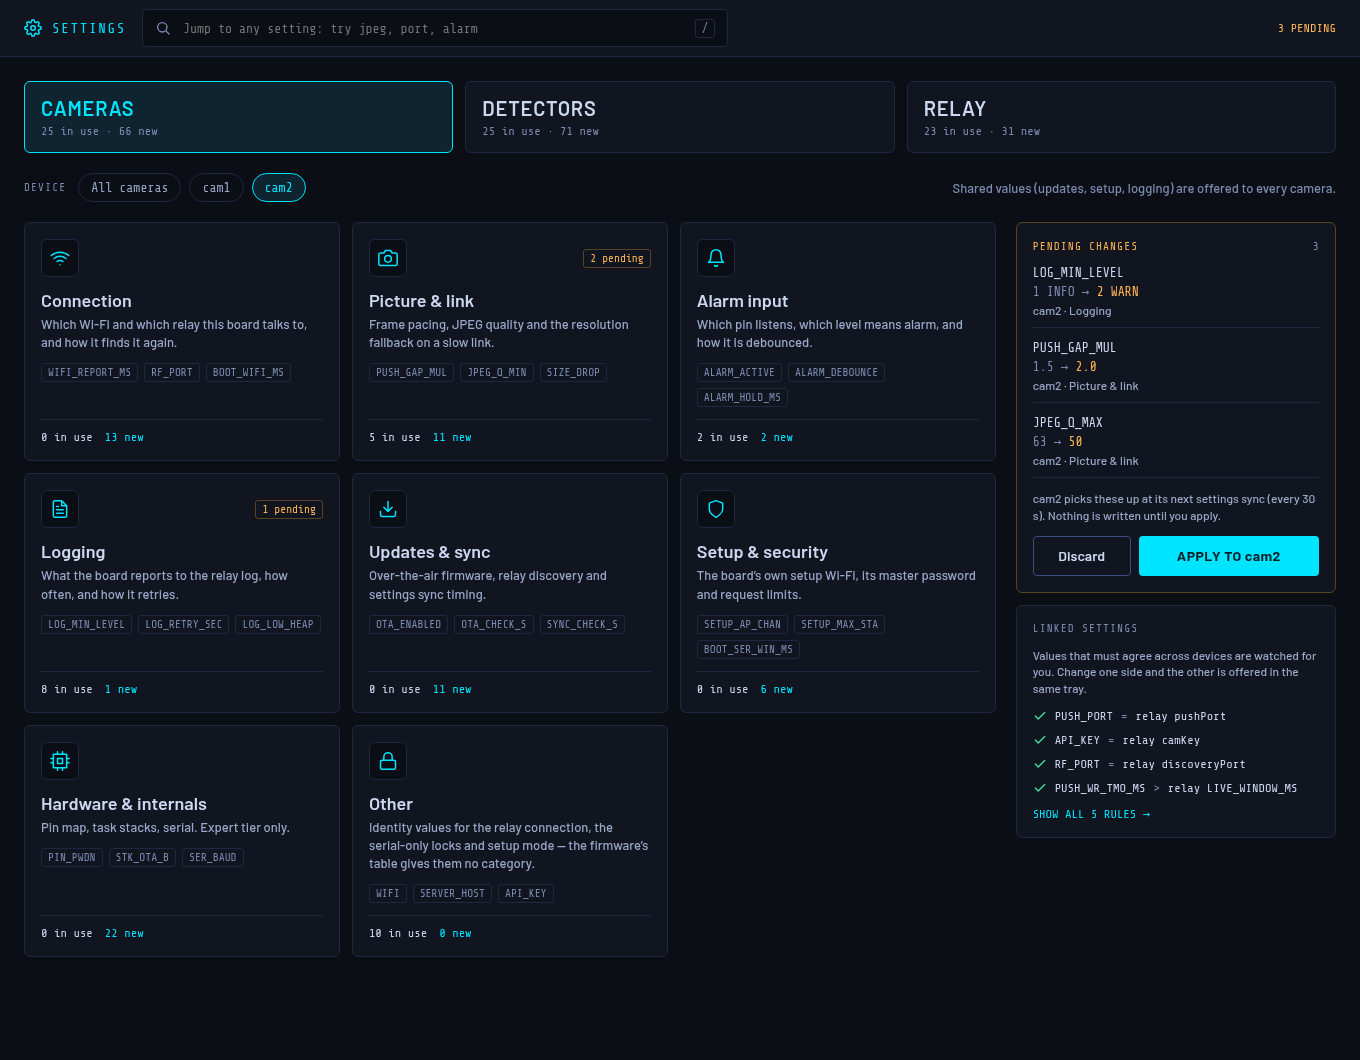 SETTINGS
Jump to any setting: try jpeg, port, alarm
/
3 PENDING
CAMERAS
25 in use · 66 new
DETECTORS
25 in use · 71 new
RELAY
23 in use · 31 new
DEVICE
All cameras
cam1
cam2
Shared values (updates, setup, logging) are offered to every camera.
Connection
Which Wi-Fi and which relay this board talks to,
and how it finds it again.
WIFI_REPORT_MS
RF_PORT
BOOT_WIFI_MS
0 in use 13 new
2 pending
Picture & link
Frame pacing, JPEG quality and the resolution
fallback on a slow link.
PUSH_GAP_MUL
JPEG_Q_MIN
SIZE_DROP
5 in use 11 new
Alarm input
Which pin listens, which level means alarm, and
how it is debounced.
ALARM_ACTIVE
ALARM_DEBOUNCE
ALARM_HOLD_MS
2 in use 2 new
1 pending
Logging
What the board reports to the relay log, how
often, and how it retries.
LOG_MIN_LEVEL
LOG_RETRY_SEC
LOG_LOW_HEAP
8 in use 1 new
Updates & sync
Over-the-air firmware, relay discovery and
settings sync timing.
OTA_ENABLED
OTA_CHECK_S
SYNC_CHECK_S
0 in use 11 new
Setup & security
The board's own setup Wi-Fi, its master password
and request limits.
SETUP_AP_CHAN
SETUP_MAX_STA
BOOT_SER_WIN_MS
0 in use 6 new
Hardware & internals
Pin map, task stacks, serial. Expert tier only.
PIN_PWDN
STK_OTA_B
SER_BAUD
0 in use 22 new
Other
Identity values for the relay connection, the
serial-only locks and setup mode — the firmware's
table gives them no category.
WIFI
SERVER_HOST
API_KEY
10 in use 0 new
PENDING CHANGES
3
LOG_MIN_LEVEL
1 INFO → 2 WARN
cam2 · Logging
PUSH_GAP_MUL
1.5 → 2.0
cam2 · Picture & link
JPEG_Q_MAX
63 → 50
cam2 · Picture & link
cam2 picks these up at its next settings sync (every 30
s). Nothing is written until you apply.
Discard
APPLY TO cam2
LINKED SETTINGS
Values that must agree across devices are watched for
you. Change one side and the other is offered in the
same tray.
PUSH_PORT = relay pushPort
API_KEY = relay camKey
RF_PORT = relay discoveryPort
PUSH_WR_TMO_MS > relay LIVE_WINDOW_MS
SHOW ALL 5 RULES →